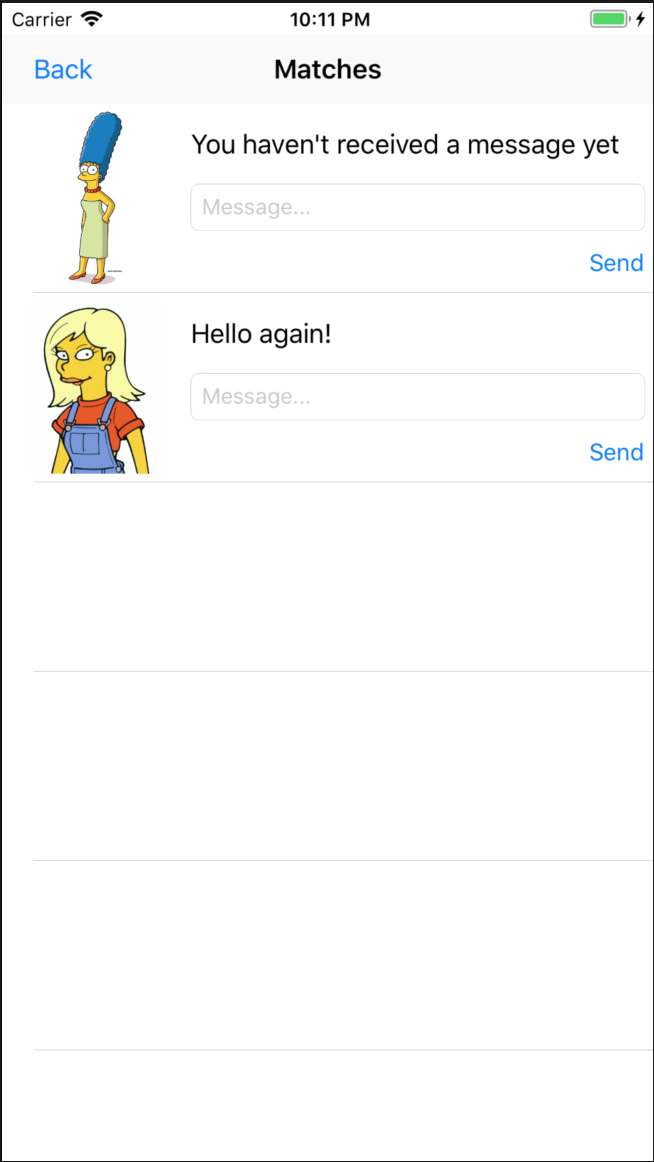 Carrier 10:11 PM
Back Matches
You haven't received a message yet
Message...
Send
Hello again!
Message...
Send